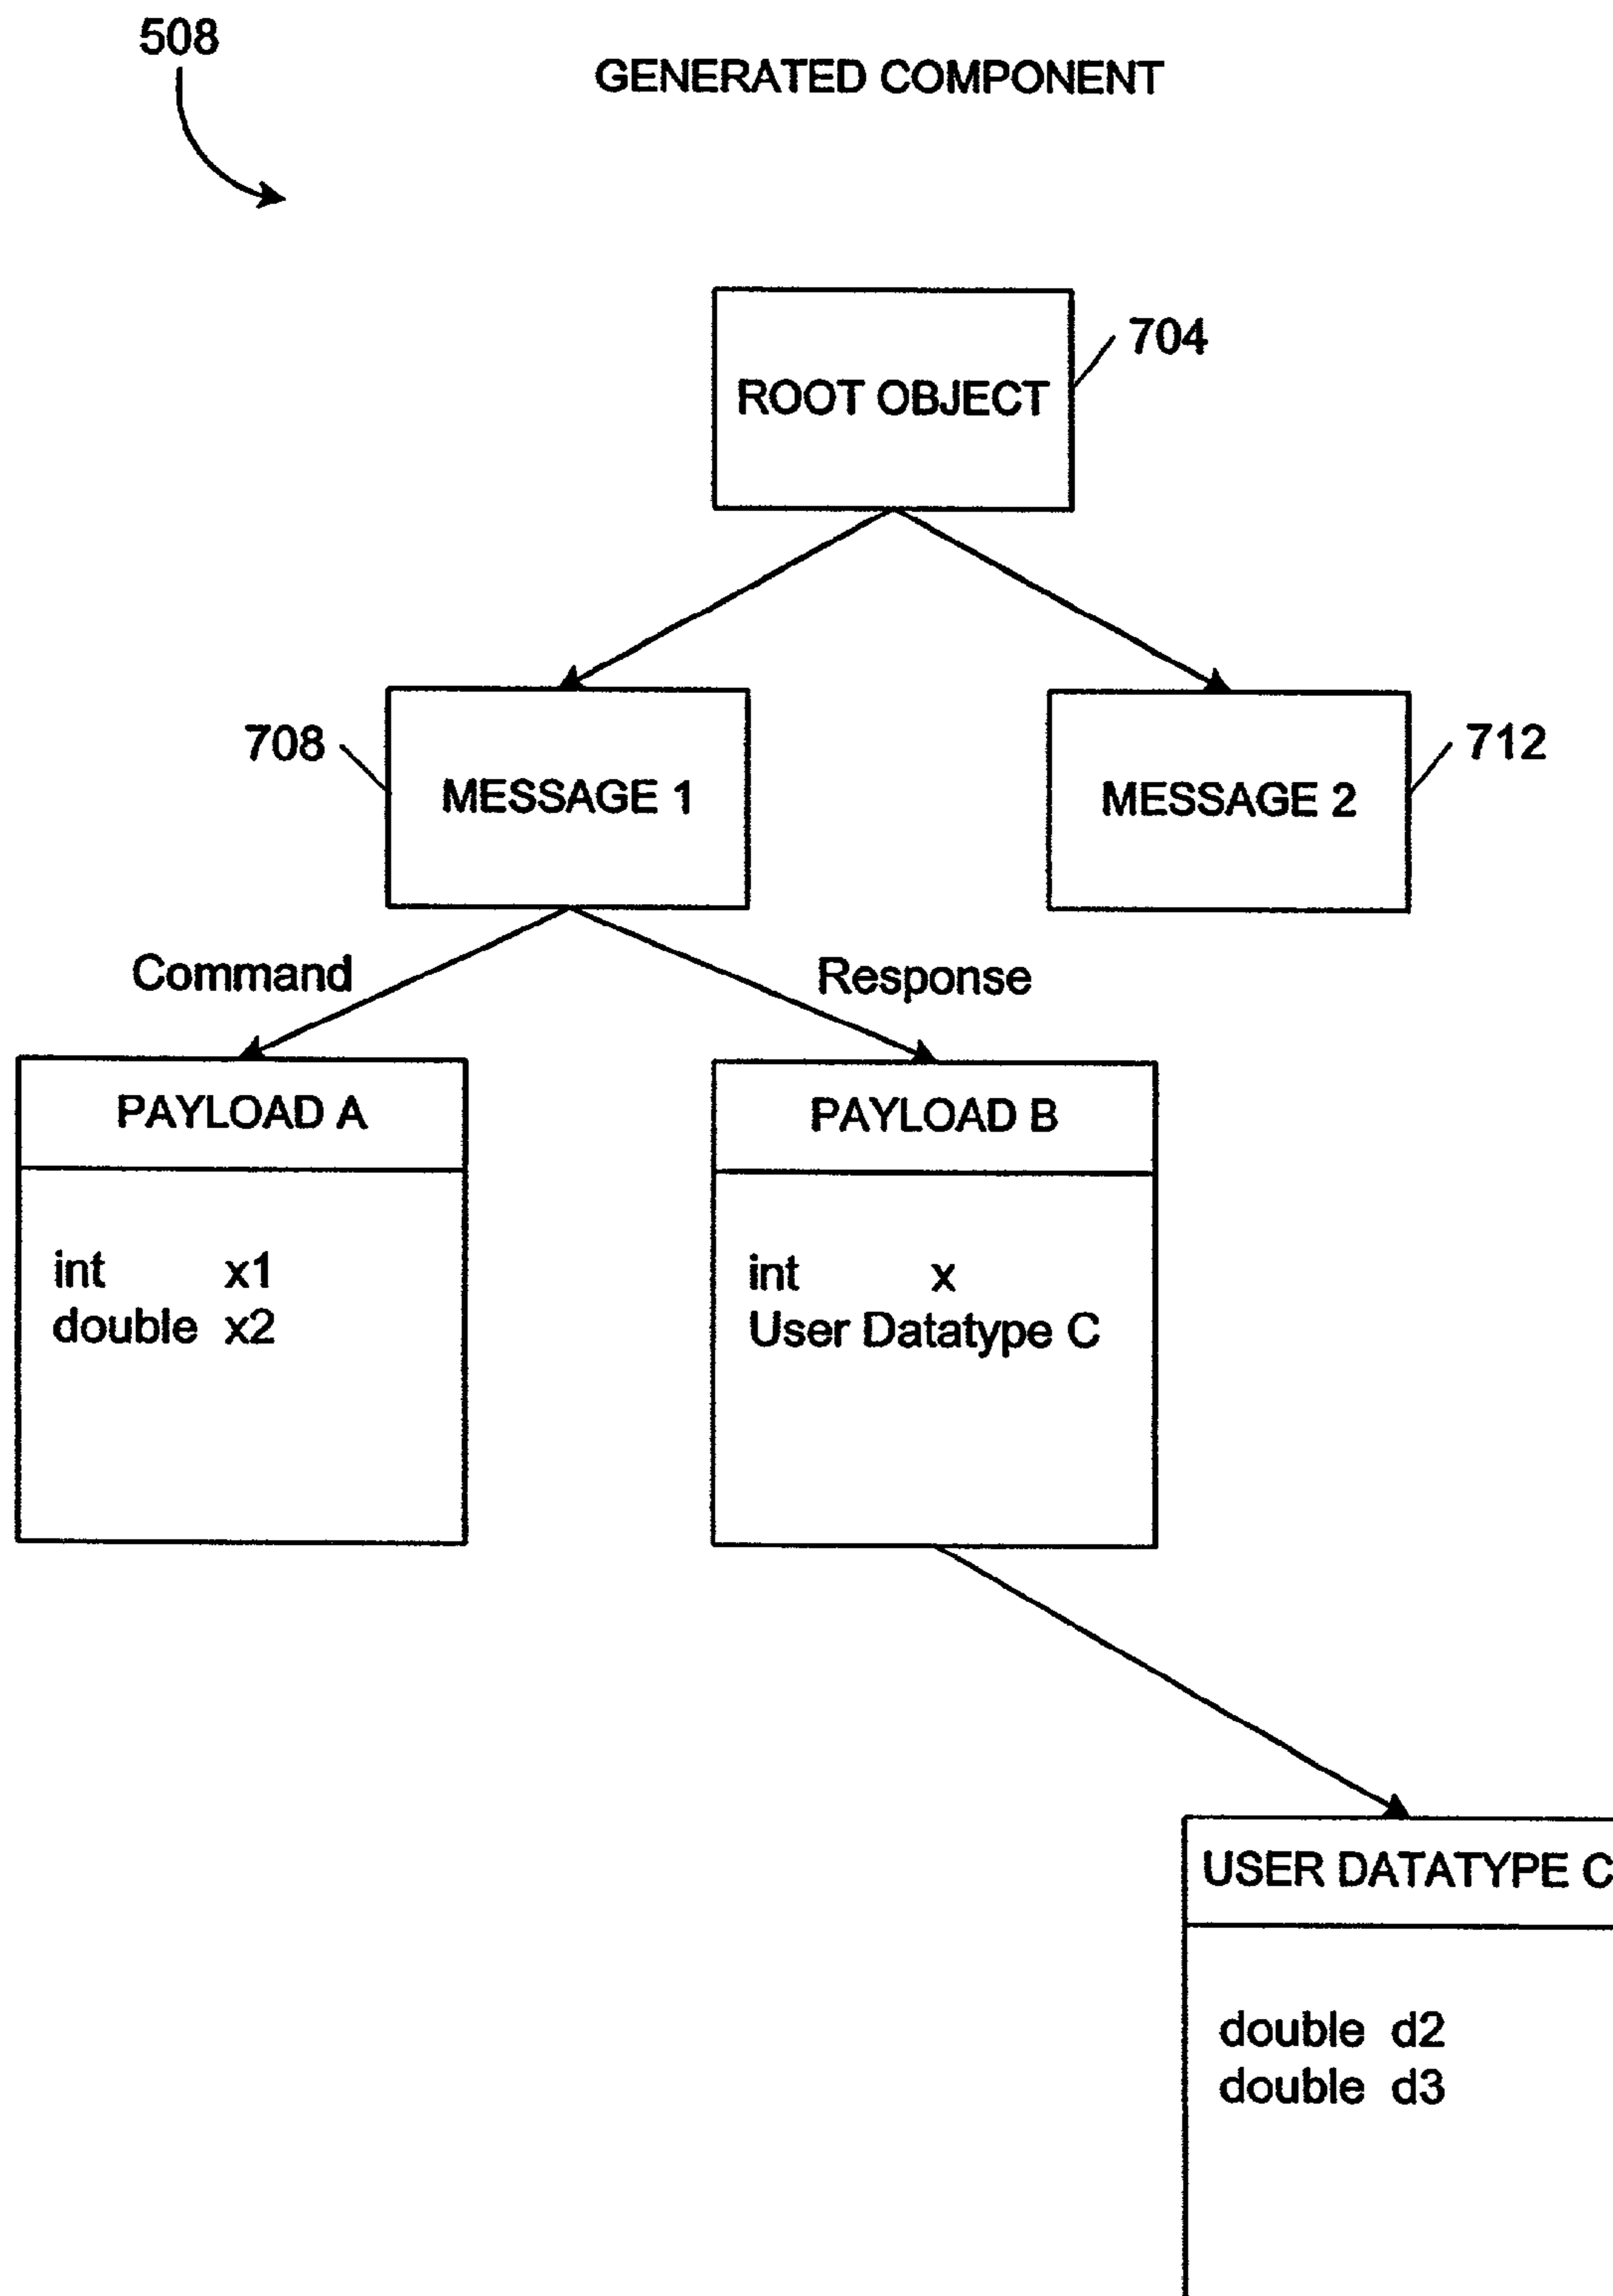 508
GENERATED COMPONENT
704
ROOT OBJECT
708
MESSAGE 1
712
MESSAGE 2
Command
Response
PAYLOAD A
int x1
double x2
PAYLOAD B
int x
User Datatype C
USER DATATYPE C
double d2
double d3